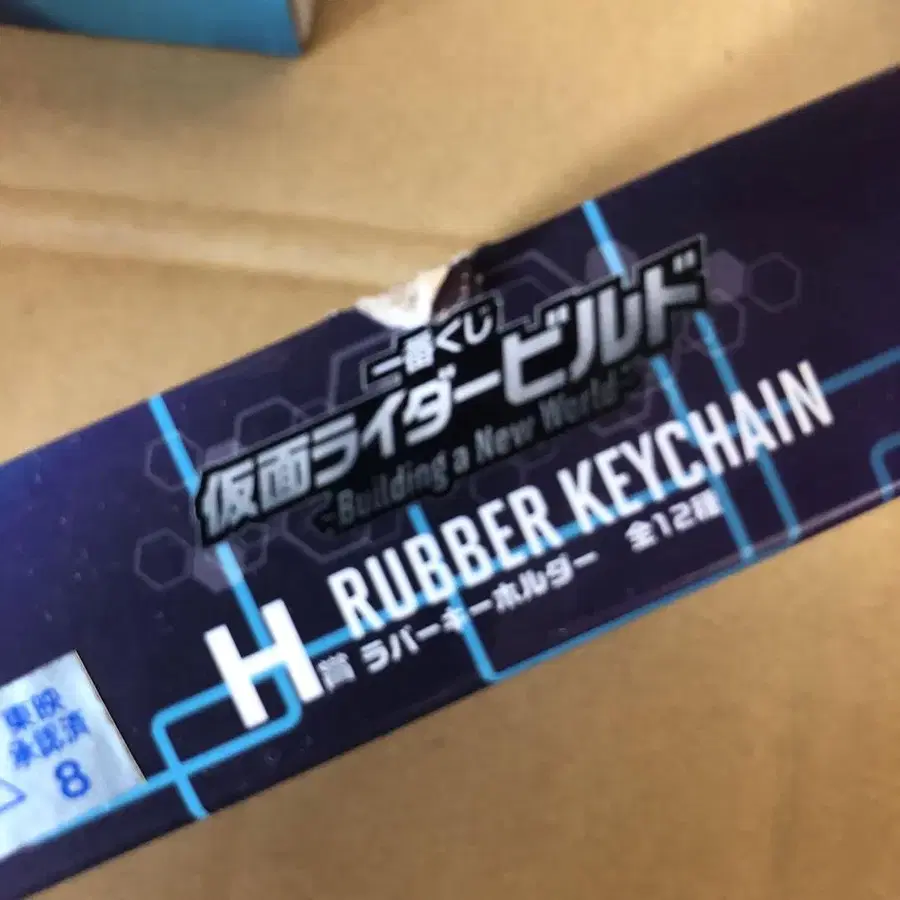 一番くじ
仮面ライダービルド
-Building a New World-
RUBBER KEYCHAIN
H賞 ラバーキーホルダー 全12種
東映
承認済
8